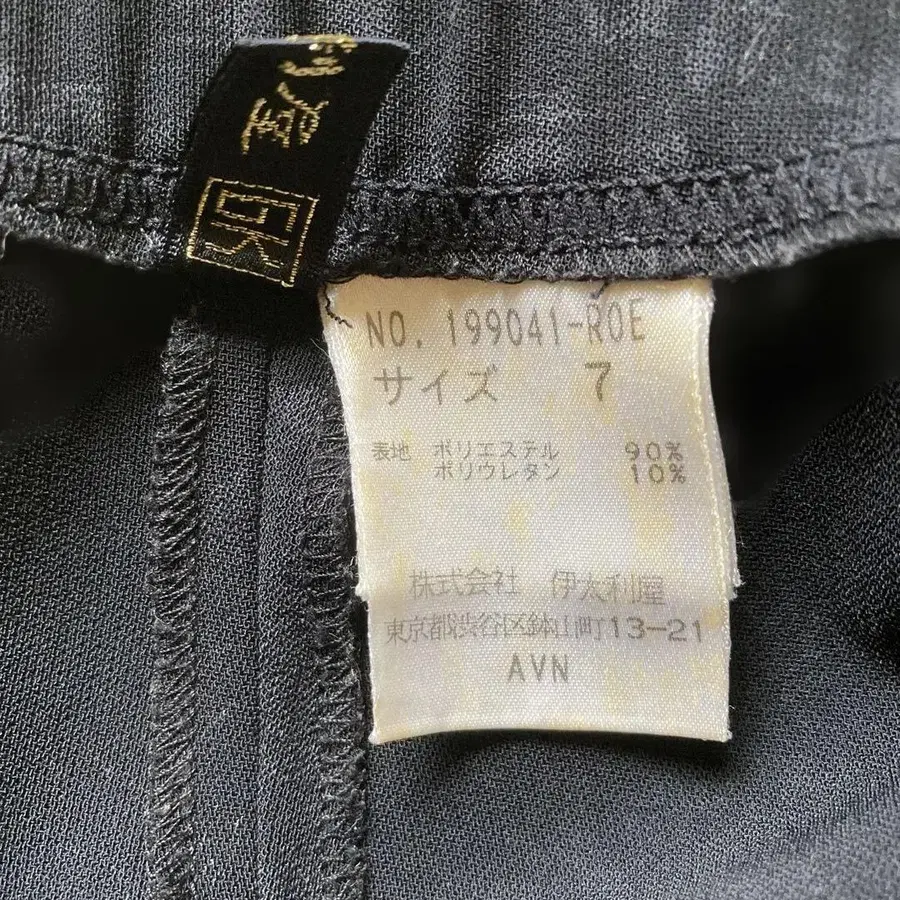 GK
NO. 199041-ROE
サイズ 7
表地 ポリエステル 90%
ポリウレタン 10%
株式会社 伊太利屋
東京都渋谷区鉢山町13-21
AVN